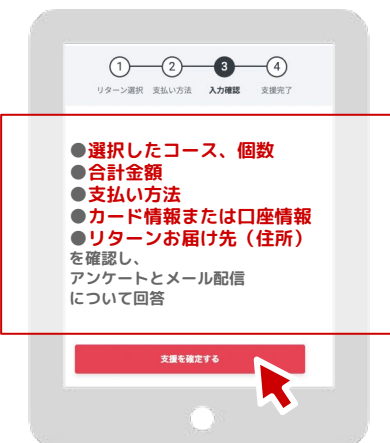 1 2 3 4
リターン選択 支払い方法 入力確認 支援完了
●選択したコース、個数
●合計金額
●支払い方法
●カード情報または口座情報
●リターンお届け先（住所）
を確認し、
アンケートとメール配信
について回答
支援を確定する